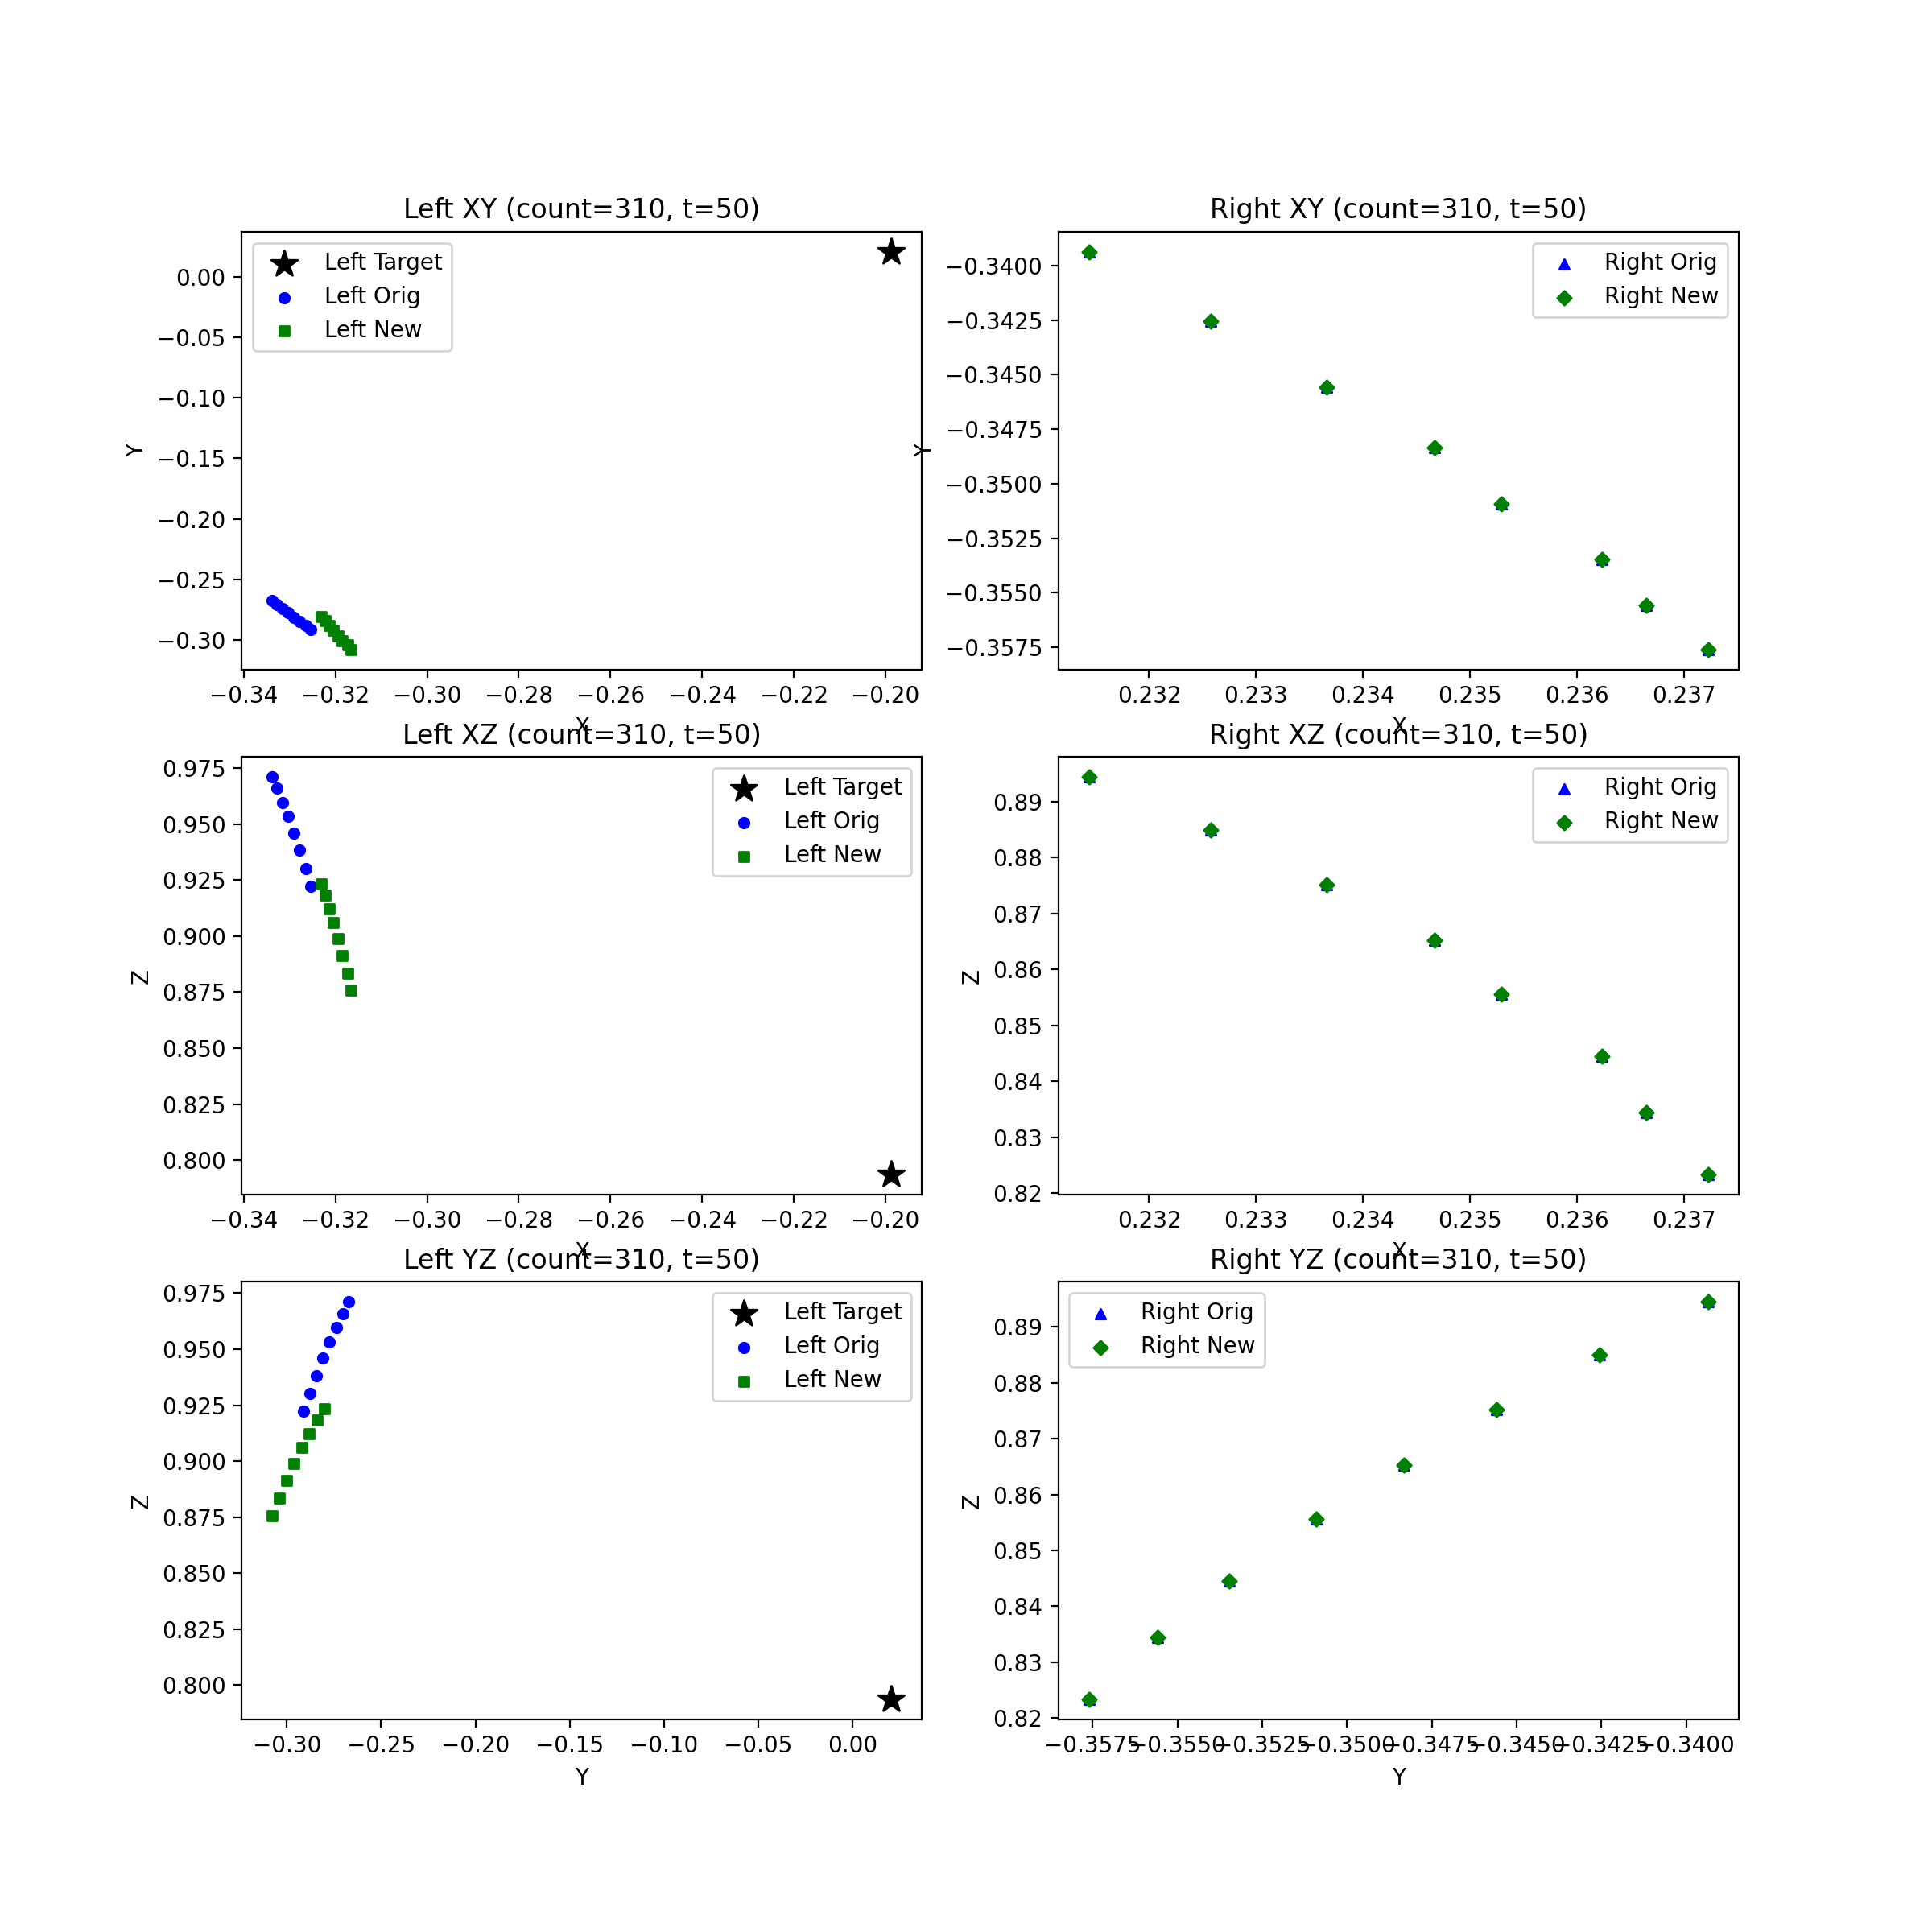 Left XY (count=310, t=50)
Left Target
Left Orig
Left New
0.00
−0.05
−0.10
−0.15
−0.20
−0.25
−0.30
Y
−0.34 −0.32 −0.30 −0.28 −0.26 −0.24 −0.22 −0.20
X
Right XY (count=310, t=50)
Right Orig
Right New
−0.3400
−0.3425
−0.3450
−0.3475
−0.3500
−0.3525
−0.3550
−0.3575
Y
0.232 0.233 0.234 0.235 0.236 0.237
X
Left XZ (count=310, t=50)
Left Target
Left Orig
Left New
0.975
0.950
0.925
0.900
0.875
0.850
0.825
0.800
Z
−0.34 −0.32 −0.30 −0.28 −0.26 −0.24 −0.22 −0.20
X
Right XZ (count=310, t=50)
Right Orig
Right New
0.89
0.88
0.87
0.86
0.85
0.84
0.83
0.82
Z
0.232 0.233 0.234 0.235 0.236 0.237
X
Left YZ (count=310, t=50)
Left Target
Left Orig
Left New
0.975
0.950
0.925
0.900
0.875
0.850
0.825
0.800
Z
−0.30 −0.25 −0.20 −0.15 −0.10 −0.05 0.00
Y
Right YZ (count=310, t=50)
Right Orig
Right New
0.89
0.88
0.87
0.86
0.85
0.84
0.83
0.82
Z
−0.3575 −0.3550 −0.3525 −0.3500 −0.3475 −0.3450 −0.3425 −0.3400
Y